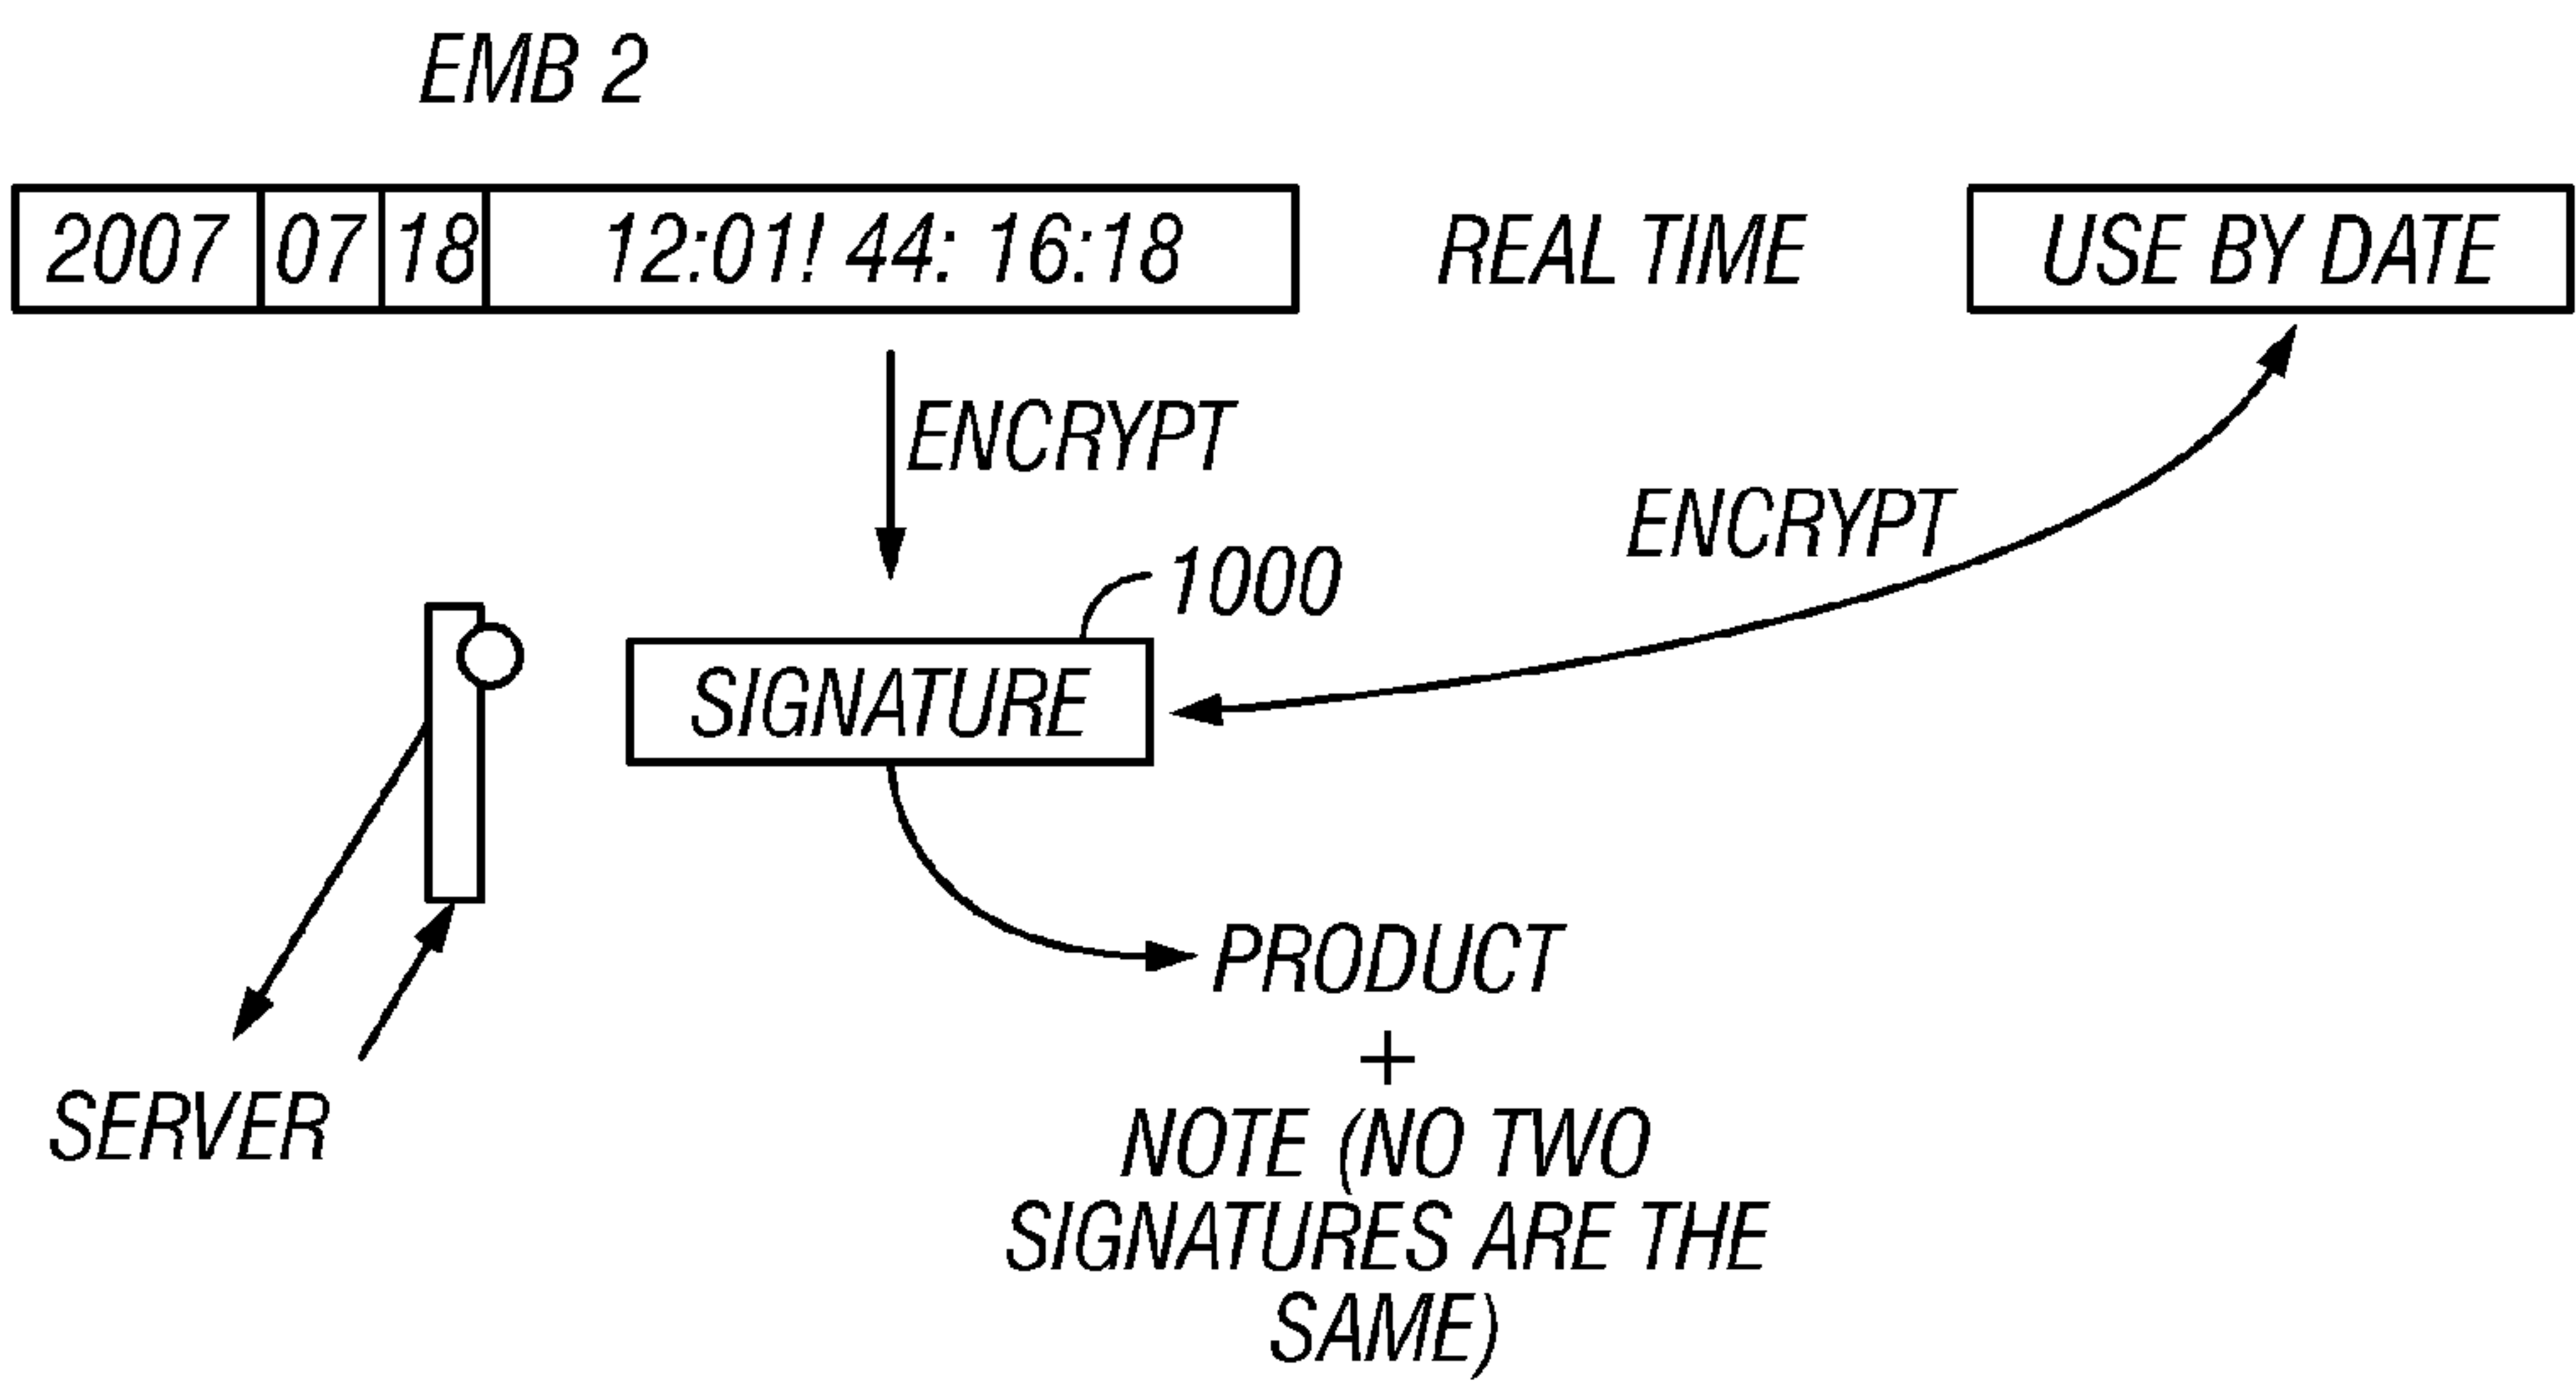 EMB 2
2007 07 18 12:01! 44: 16:18 REAL TIME USE BY DATE
ENCRYPT
ENCRYPT
1000
SIGNATURE
PRODUCT
+
SERVER
NOTE (NO TWO
SIGNATURES ARE THE
SAME)